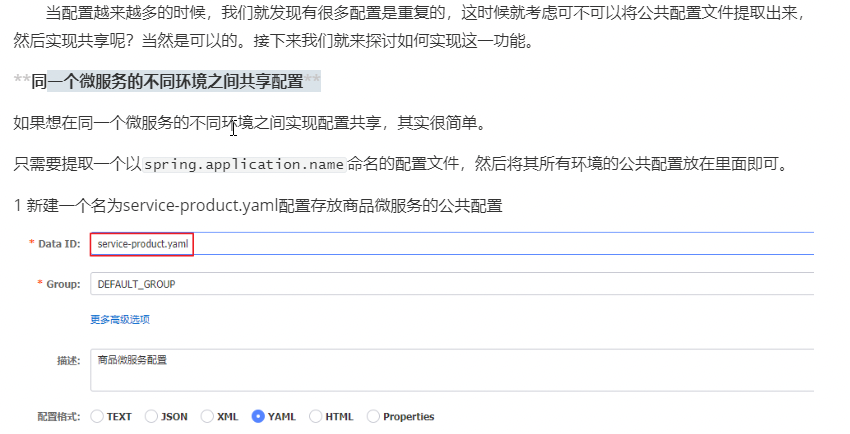 当配置越来越多的时候，我们就发现有很多配置是重复的，这时候就考虑可不可以将公共配置文件提取出来，
然后实现共享呢？当然是可以的。接下来我们就来探讨如何实现这一功能。
**同一个微服务的不同环境之间共享配置**
如果想在同一个微服务的不同环境之间实现配置共享，其实很简单。
只需要提取一个以 spring.application.name 命名的配置文件，然后将其所有环境的公共配置放在里面即可。
1 新建一个名为service-product.yaml配置存放商品微服务的公共配置
* Data ID: service-product.yaml
* Group: DEFAULT_GROUP
更多高级选项
描述: 商品微服务配置
配置格式: TEXT JSON XML YAML HTML Properties